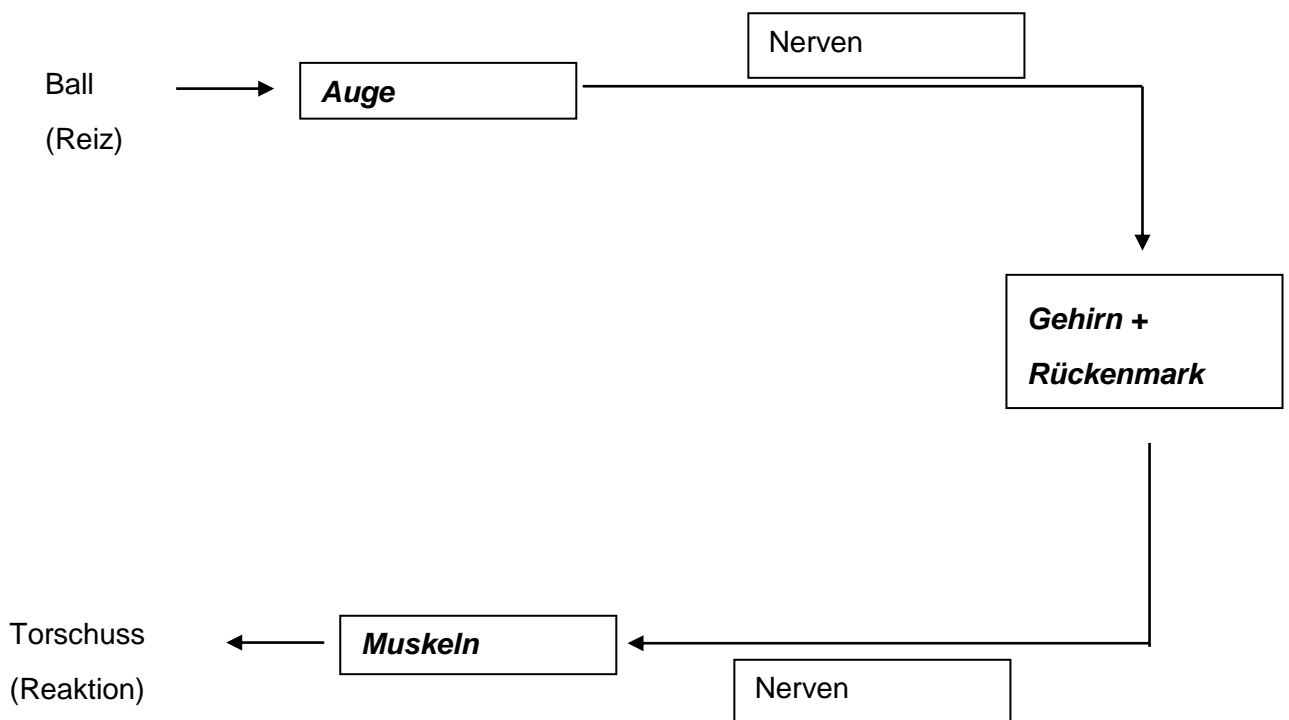 Nerven
Ball
(Reiz)
Auge
Gehirn +
Rückenmark
Torschuss
(Reaktion)
Muskeln
Nerven